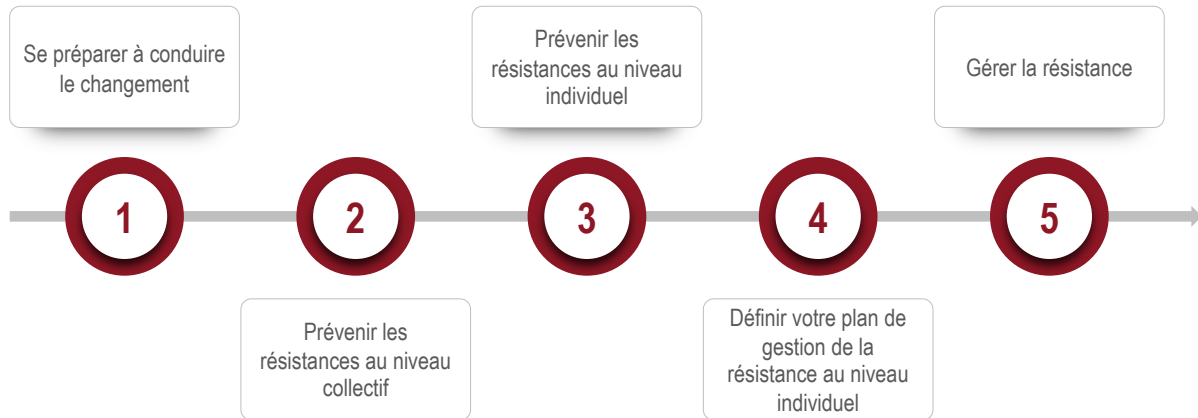 Se préparer à conduire
le changement
Prévenir les
résistances au niveau
individuel
Gérer la résistance
1
2
3
4
5
Prévenir les
résistances au niveau
collectif
Définir votre plan de
gestion de la
résistance au niveau
individuel